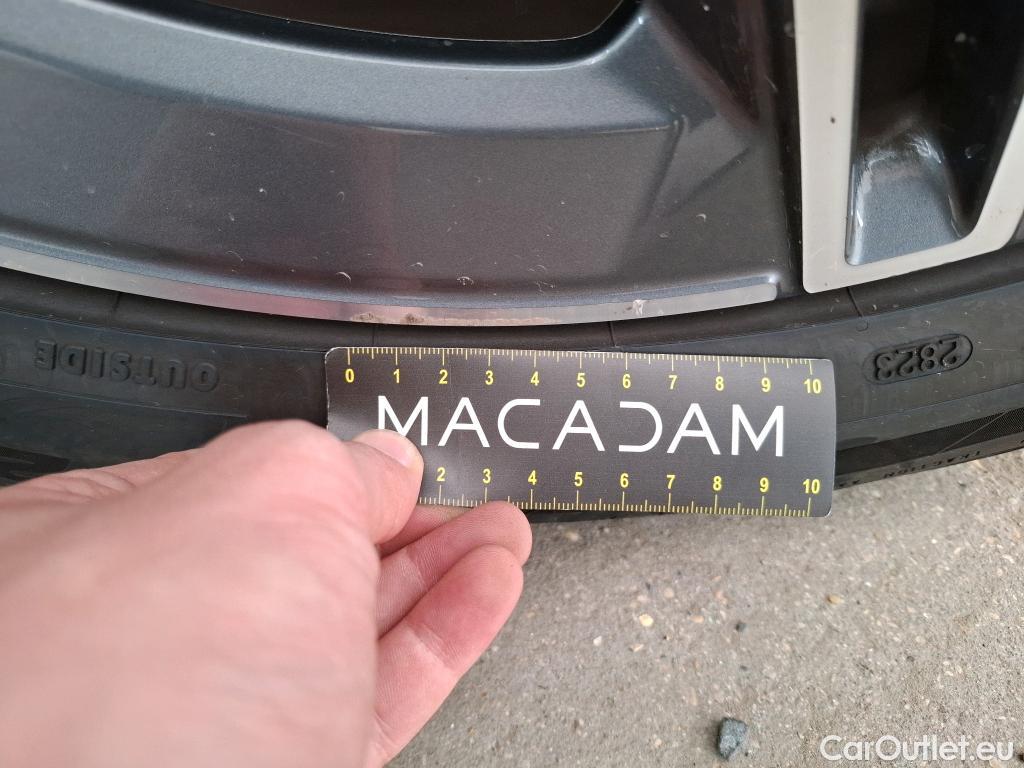 OUTSIDE
2823
0 1 2 3 4 5 6 7 8 9 10
MACADAM
2 3 4 5 6 7 8 9 10
TRACTION
CarOutlet.eu